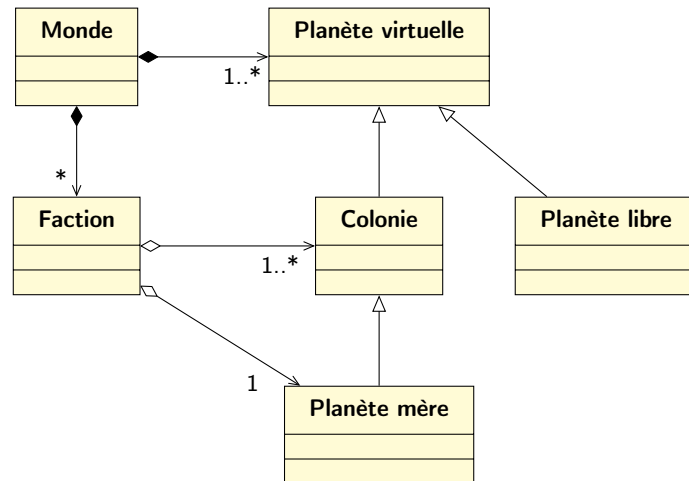 Monde
Planète virtuelle
1..*
*
Faction
Colonie
Planète libre
1..*
1
Planète mère